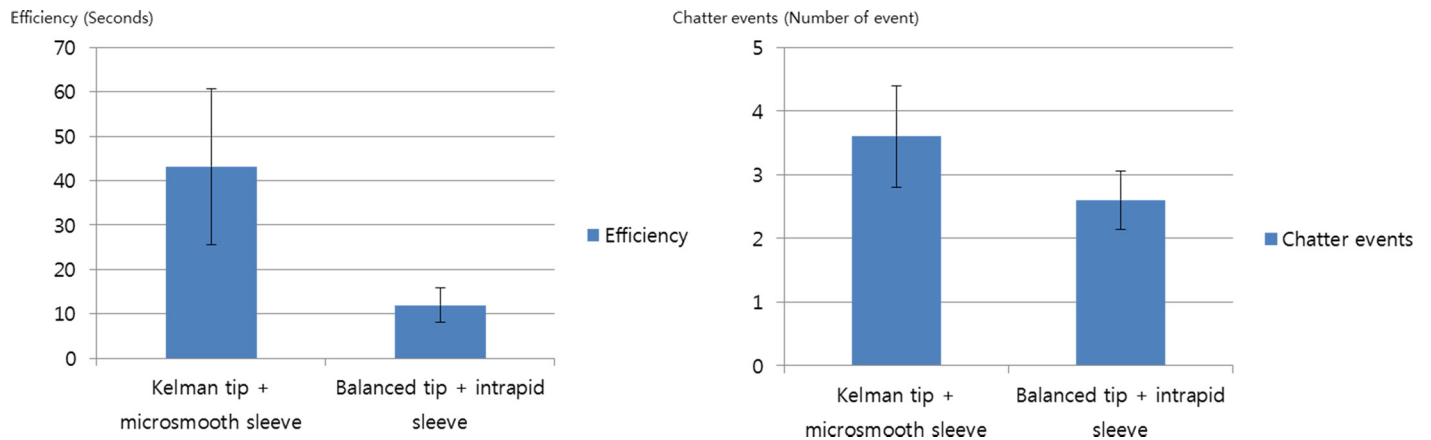 Efficiency (Seconds)
70
60
50
40
30
20
10
0
Kelman tip +
microsmooth sleeve
Balanced tip + intrapid
sleeve
Efficiency
Chatter events (Number of event)
5
4
3
2
1
0
Kelman tip +
microsmooth sleeve
Balanced tip + intrapid
sleeve
Chatter events